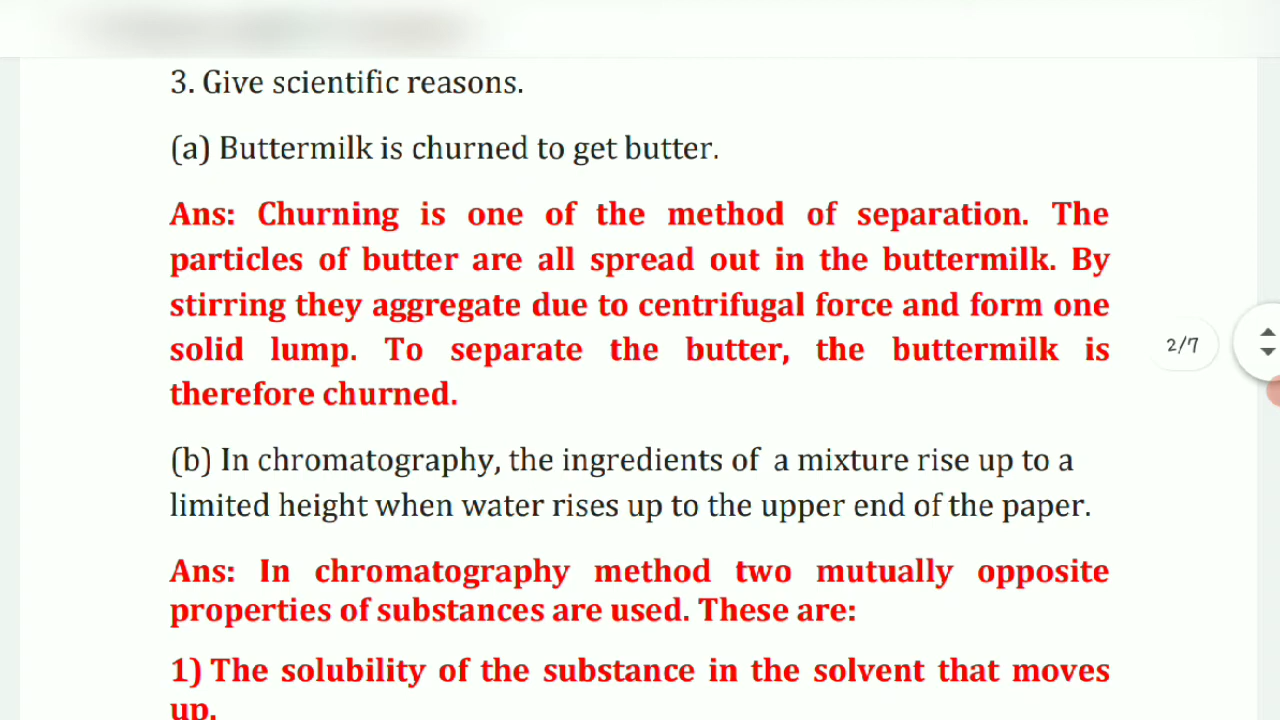 3. Give scientific reasons.
(a) Buttermilk is churned to get butter.
Ans: Churning is one of the method of separation. The
particles of butter are all spread out in the buttermilk. By
stirring they aggregate due to centrifugal force and form one
solid lump. To separate the butter, the buttermilk is
therefore churned.
2/7
(b) In chromatography, the ingredients of a mixture rise up to a
limited height when water rises up to the upper end of the paper.
Ans: In chromatography method two mutually opposite
properties of substances are used. These are:
1) The solubility of the substance in the solvent that moves
up.